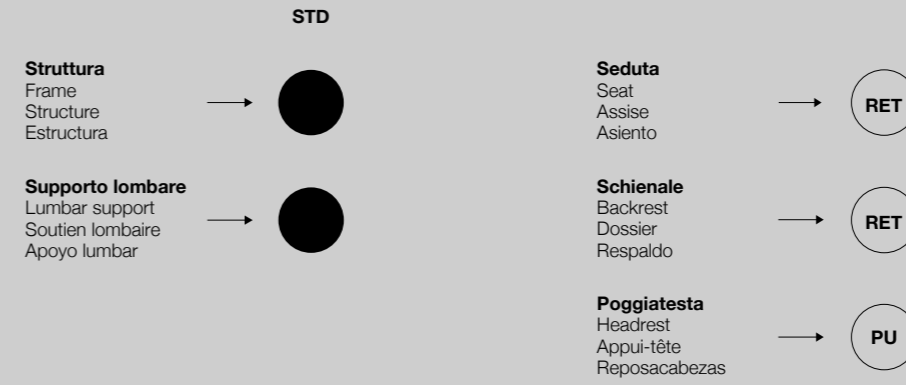 STD
Struttura
Frame
Structure
Estructura
Supporto lombare
Lumbar support
Soutien lombaire
Apoyo lumbar
Seduta
Seat
Assise
Asiento
RET
Schienale
Backrest
Dossier
Respaldo
RET
Poggiatesta
Headrest
Appui-tête
Reposacabezas
PU